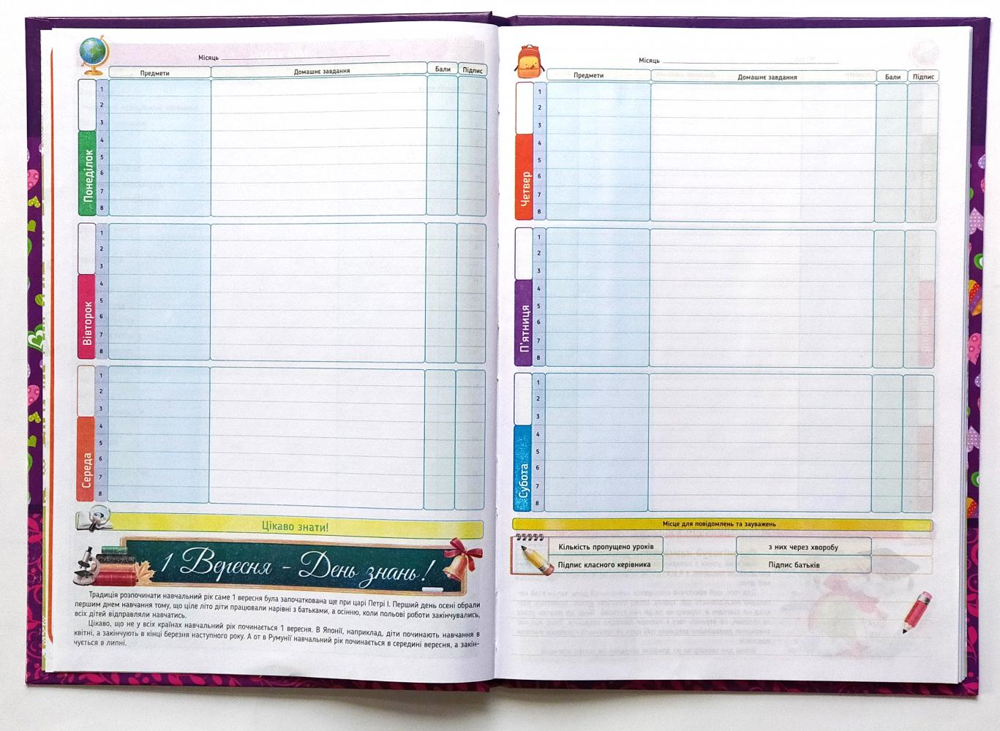 Місяць
Предмети Домашнє завдання Бали Підпис
Понеділок
1
2
3
4
5
6
7
8
Вівторок
1
2
3
4
5
6
7
8
Середа
1
2
3
4
5
6
7
8
Цікаво знати!
1 Вересня - День знань!
Традиція розпочинати навчальний рік саме 1 вересня була започаткована ще при царі Петрі І. Перший день осені обрали
першим днем навчання тому, що ціле літо діти працювали нарівні з батьками, а осінню, коли польові роботи закінчувались,
всіх дітей відправляли навчатись.
Цікаво, що не у всіх країнах навчальний рік починається 1 вересня. В Японії, наприклад, діти починають навчання в
квітні, а закінчують в кінці березня наступного року. А от в Румунії навчальний рік починається в середині вересня, а закін-
чується в липні.
Місяць
Предмети Домашнє завдання Бали Підпис
Четвер
1
2
3
4
5
6
7
8
П'ятниця
1
2
3
4
5
6
7
8
Субота
1
2
3
4
5
6
7
8
Місце для повідомлень та зауважень
Кількість пропущено уроків з них через хворобу
Підпис класного керівника Підпис батьків